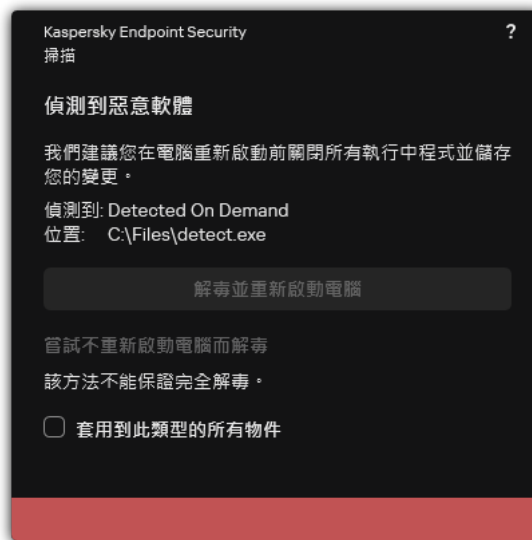 Kaspersky Endpoint Security
?
掃描
偵測到惡意軟體
我們建議您在電腦重新啟動前關閉所有執行中程式並儲存
您的變更。
偵測到: Detected On Demand
位置: C:\Files\detect.exe
解毒並重新啟動電腦
嘗試不重新啟動電腦而解毒
該方法不能保證完全解毒。
套用到此類型的所有物件